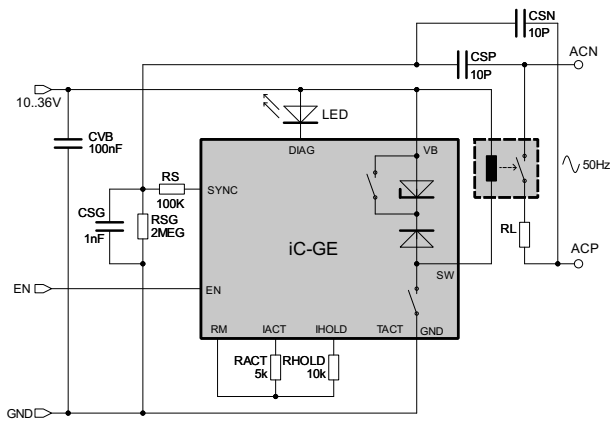 CSN
10P
ACN
CSP
10P
10..36V
LED
CVB
100nF
DIAG
VB
50Hz
RS
100K
SYNC
CSG
1nF
RSG
2MEG
RL
iC-GE
ACP
SW
EN
EN
RM
IACT
IHOLD
TACT
GND
RACT
5k
RHOLD
10k
GND